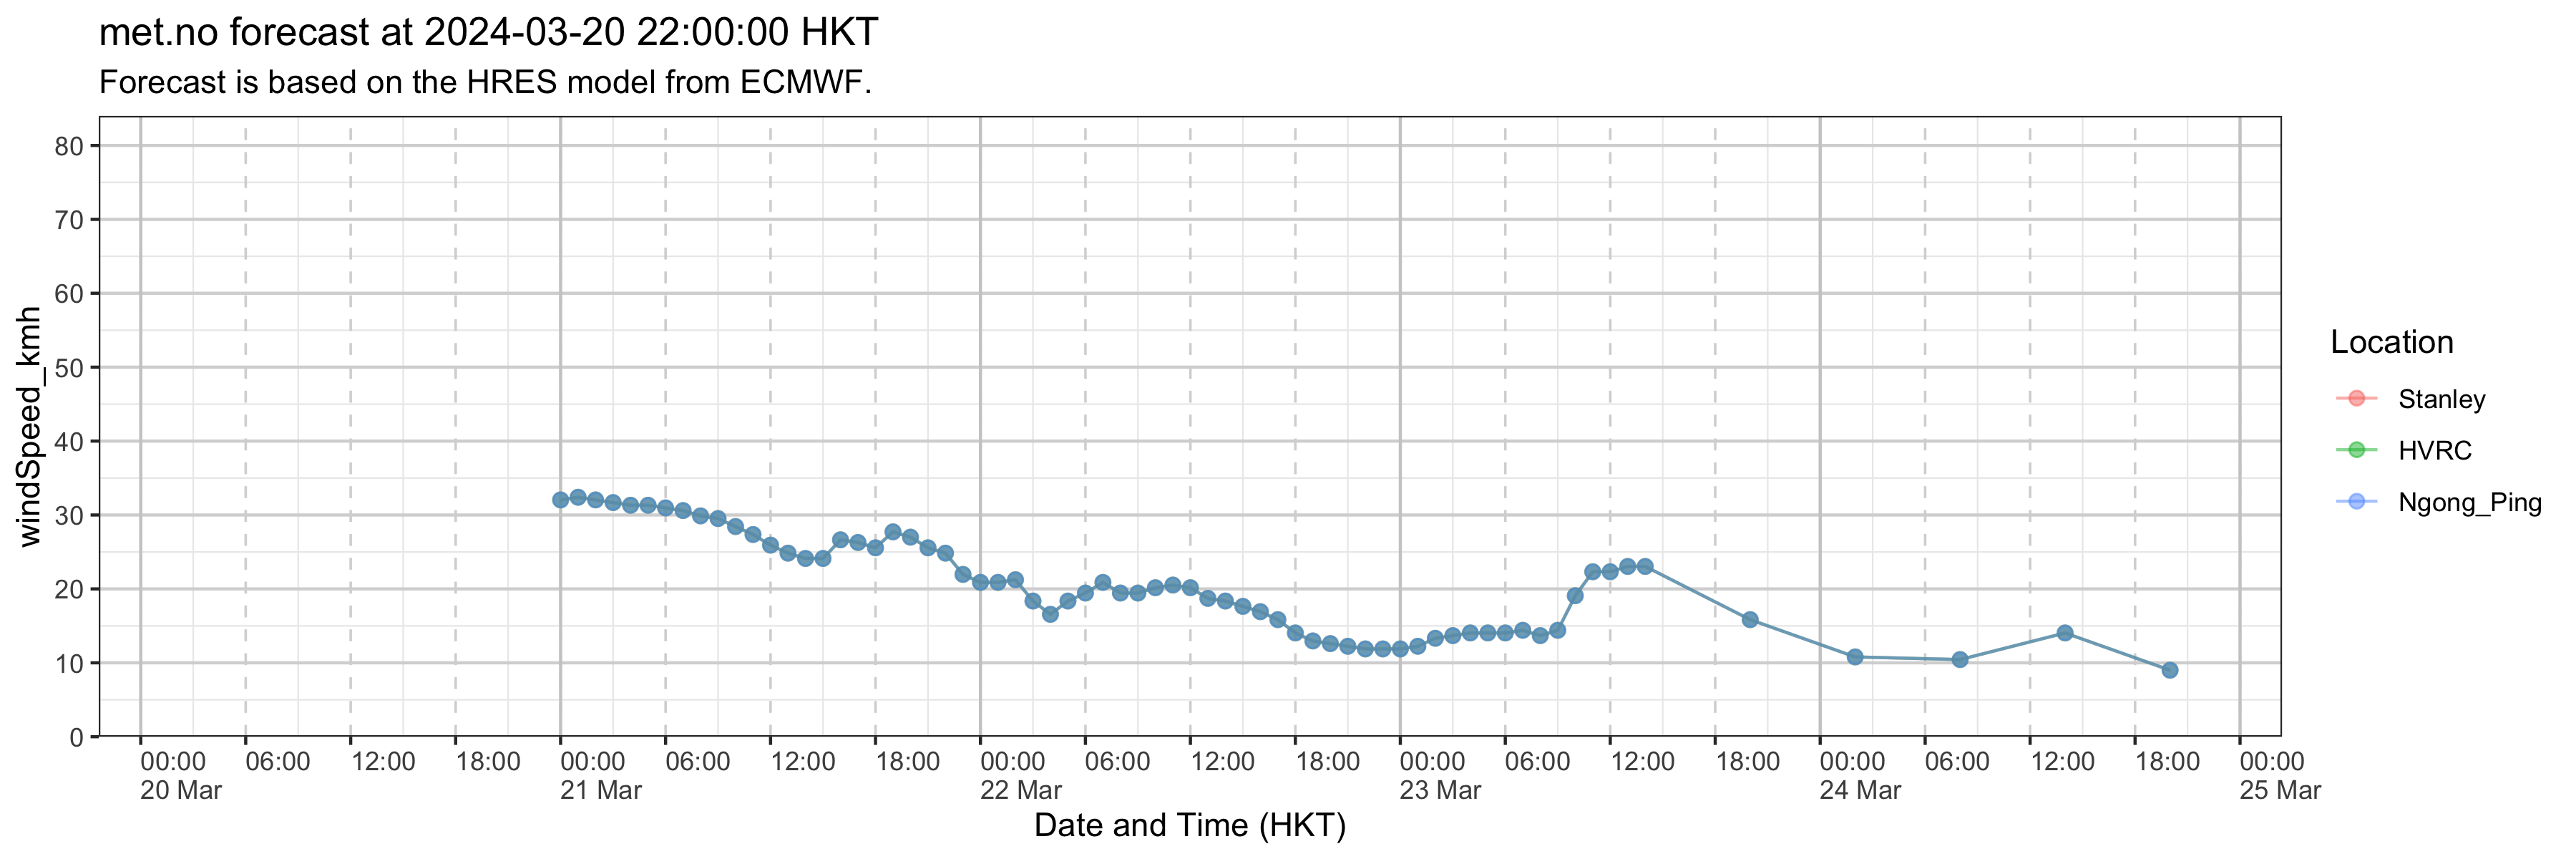 met.no forecast at 2024-03-20 22:00:00 HKT
Forecast is based on the HRES model from ECMWF.
windSpeed_kmh
80
70
60
50
40
30
20
10
0
00:00 06:00 12:00 18:00 00:00 06:00 12:00 18:00 00:00 06:00 12:00 18:00 00:00 06:00 12:00 18:00 00:00 06:00 12:00 18:00 00:00
20 Mar 21 Mar 22 Mar 23 Mar 24 Mar 25 Mar
Date and Time (HKT)
Location
Stanley
HVRC
Ngong_Ping